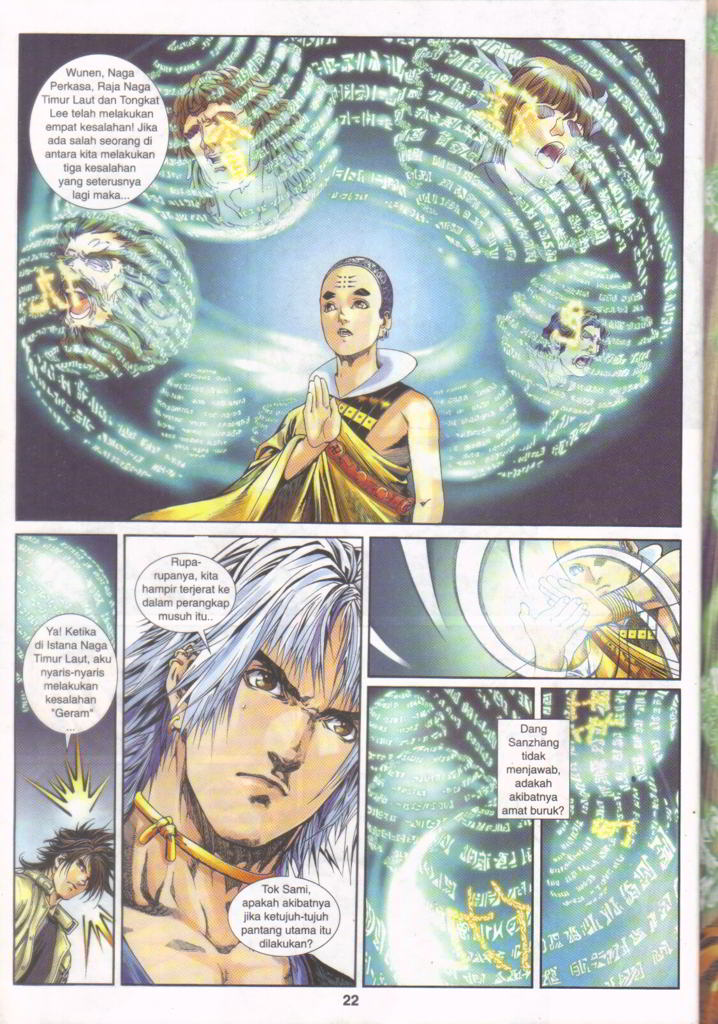 Wunen, Naga
Perkasa, Raja Naga
Timur Laut dan Tongkat
Lee telah melakukan
empat kesalahan! Jika
ada salah seorang di
antara kita melakukan
tiga kesalahan
yang seterusnya
lagi maka...
Ya! Ketika
di Istana Naga
Timur Laut, aku
nyaris-nyaris
melakukan
kesalahan
"Geram"
...
Rupa-
rupanya, kita
hampir terjerat ke
dalam perangkap
musuh itu..
Tok Sami,
apakah akibatnya
jika ketujuh-tujuh
pantang utama itu
dilakukan?
Dang
Sanzhang
tidak
menjawab,
adakah
akibatnya
amat buruk?
22